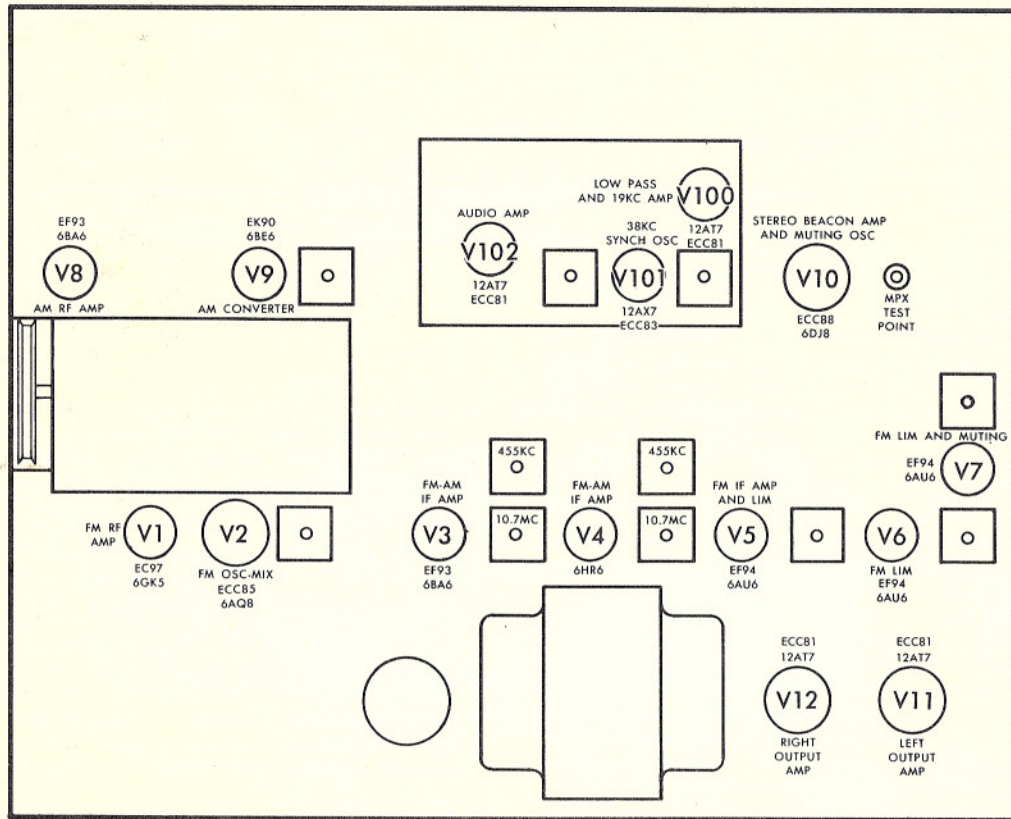 LOW PASS
AND 19KC AMP
V100
12AT7
ECC81
AUDIO AMP
V102
12AT7
ECC81
38KC
SYNCH OSC
V101
12AX7
ECC83
STEREO BEACON AMP
AND MUTING OSC
V10
ECC88
6DJ8
MPX
TEST
POINT
EF93
6BA6
V8
AM RF AMP
EK90
6BE6
V9
AM CONVERTER
FM LIM AND MUTING
EF94
6AU6
V7
FM RF
AMP
V1
EC97
6GK5
V2
FM OSC-MIX
ECC85
6AQ8
FM-AM
IF AMP
V3
EF93
6BA6
455KC
10.7MC
FM-AM
IF AMP
V4
6HR6
455KC
10.7MC
FM IF AMP
AND LIM
V5
EF94
6AU6
V6
FM LIM
EF94
6AU6
ECC81
12AT7
V12
RIGHT
OUTPUT
AMP
ECC81
12AT7
V11
LEFT
OUTPUT
AMP